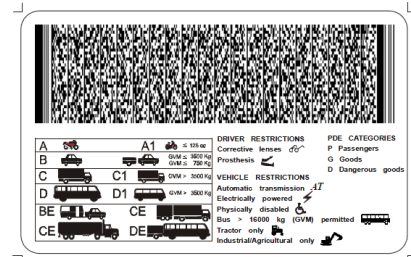 A A1 ≤ 125 cc
B GVM ≤ 3500 Kg
GVM ≤ 750 Kg
C C1 GVM > 3500 Kg
D D1 GVM > 3500 Kg
BE CE
CE DE
DRIVER RESTRICTIONS
Corrective lenses
Prosthesis
VEHICLE RESTRICTIONS
Automatic transmission AT
Electrically powered
Physically disabled
Bus > 16000 kg (GVM) permitted
Tractor only
Industrial/Agricultural only
PDE CATEGORIES
P Passengers
G Goods
D Dangerous goods